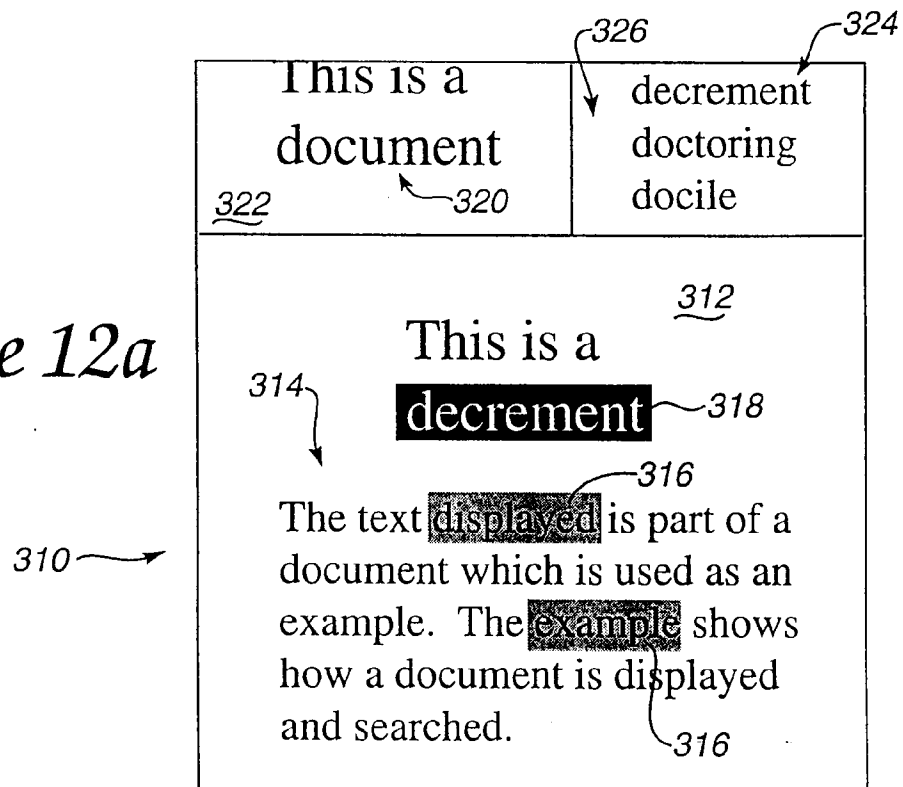 326
324
This is a
document
322
320
decrement
doctoring
docile
e 12a
312
This is a
314
decrement
318
316
The text displayed is part of a
310
document which is used as an
example. The example shows
how a document is displayed
and searched.
316